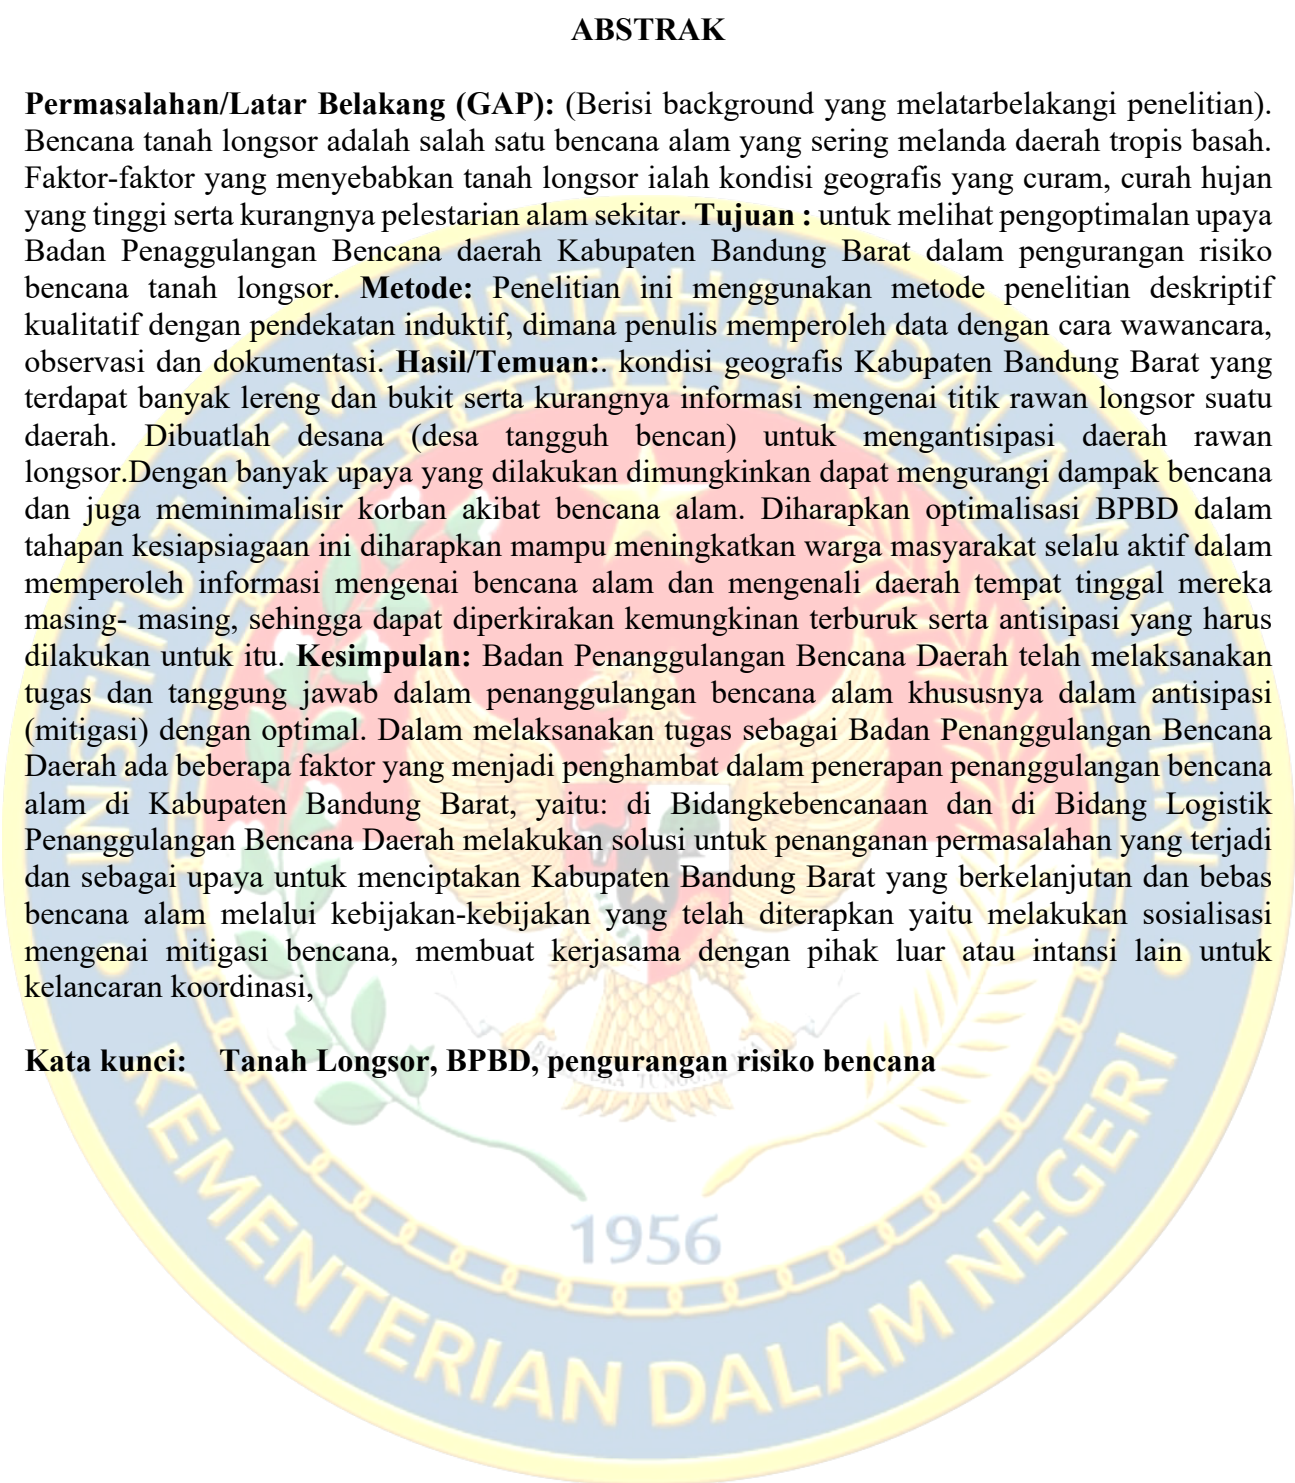 ABSTRAK
Permasalahan/Latar Belakang (GAP): (Berisi background yang melatarbelakangi penelitian).
Bencana tanah longsor adalah salah satu bencana alam yang sering melanda daerah tropis basah.
Faktor-faktor yang menyebabkan tanah longsor ialah kondisi geografis yang curam, curah hujan
yang tinggi serta kurangnya pelestarian alam sekitar. Tujuan : untuk melihat pengoptimalan upaya
Badan Penaggulangan Bencana daerah Kabupaten Bandung Barat dalam pengurangan risiko
bencana tanah longsor. Metode: Penelitian ini menggunakan metode penelitian deskriptif
kualitatif dengan pendekatan induktif, dimana penulis memperoleh data dengan cara wawancara,
observasi dan dokumentasi. Hasil/Temuan:. kondisi geografis Kabupaten Bandung Barat yang
terdapat banyak lereng dan bukit serta kurangnya informasi mengenai titik rawan longsor suatu
daerah. Dibuatlah desana (desa tangguh bencan) untuk mengantisipasi daerah rawan
longsor.Dengan banyak upaya yang dilakukan dimungkinkan dapat mengurangi dampak bencana
dan juga meminimalisir korban akibat bencana alam. Diharapkan optimalisasi BPBD dalam
tahapan kesiapsiagaan ini diharapkan mampu meningkatkan warga masyarakat selalu aktif dalam
memperoleh informasi mengenai bencana alam dan mengenali daerah tempat tinggal mereka
masing- masing, sehingga dapat diperkirakan kemungkinan terburuk serta antisipasi yang harus
dilakukan untuk itu. Kesimpulan: Badan Penanggulangan Bencana Daerah telah melaksanakan
tugas dan tanggung jawab dalam penanggulangan bencana alam khususnya dalam antisipasi
(mitigasi) dengan optimal. Dalam melaksanakan tugas sebagai Badan Penanggulangan Bencana
Daerah ada beberapa faktor yang menjadi penghambat dalam penerapan penanggulangan bencana
alam di Kabupaten Bandung Barat, yaitu: di Bidangkebencanaan dan di Bidang Logistik
Penanggulangan Bencana Daerah melakukan solusi untuk penanganan permasalahan yang terjadi
dan sebagai upaya untuk menciptakan Kabupaten Bandung Barat yang berkelanjutan dan bebas
bencana alam melalui kebijakan-kebijakan yang telah diterapkan yaitu melakukan sosialisasi
mengenai mitigasi bencana, membuat kerjasama dengan pihak luar atau intansi lain untuk
kelancaran koordinasi,
Kata kunci: Tanah Longsor, BPBD, pengurangan risiko bencana
INSTITUT PEMERINTAHAN DALAM NEGERI
1956
KEMENTERIAN DALAM NEGERI